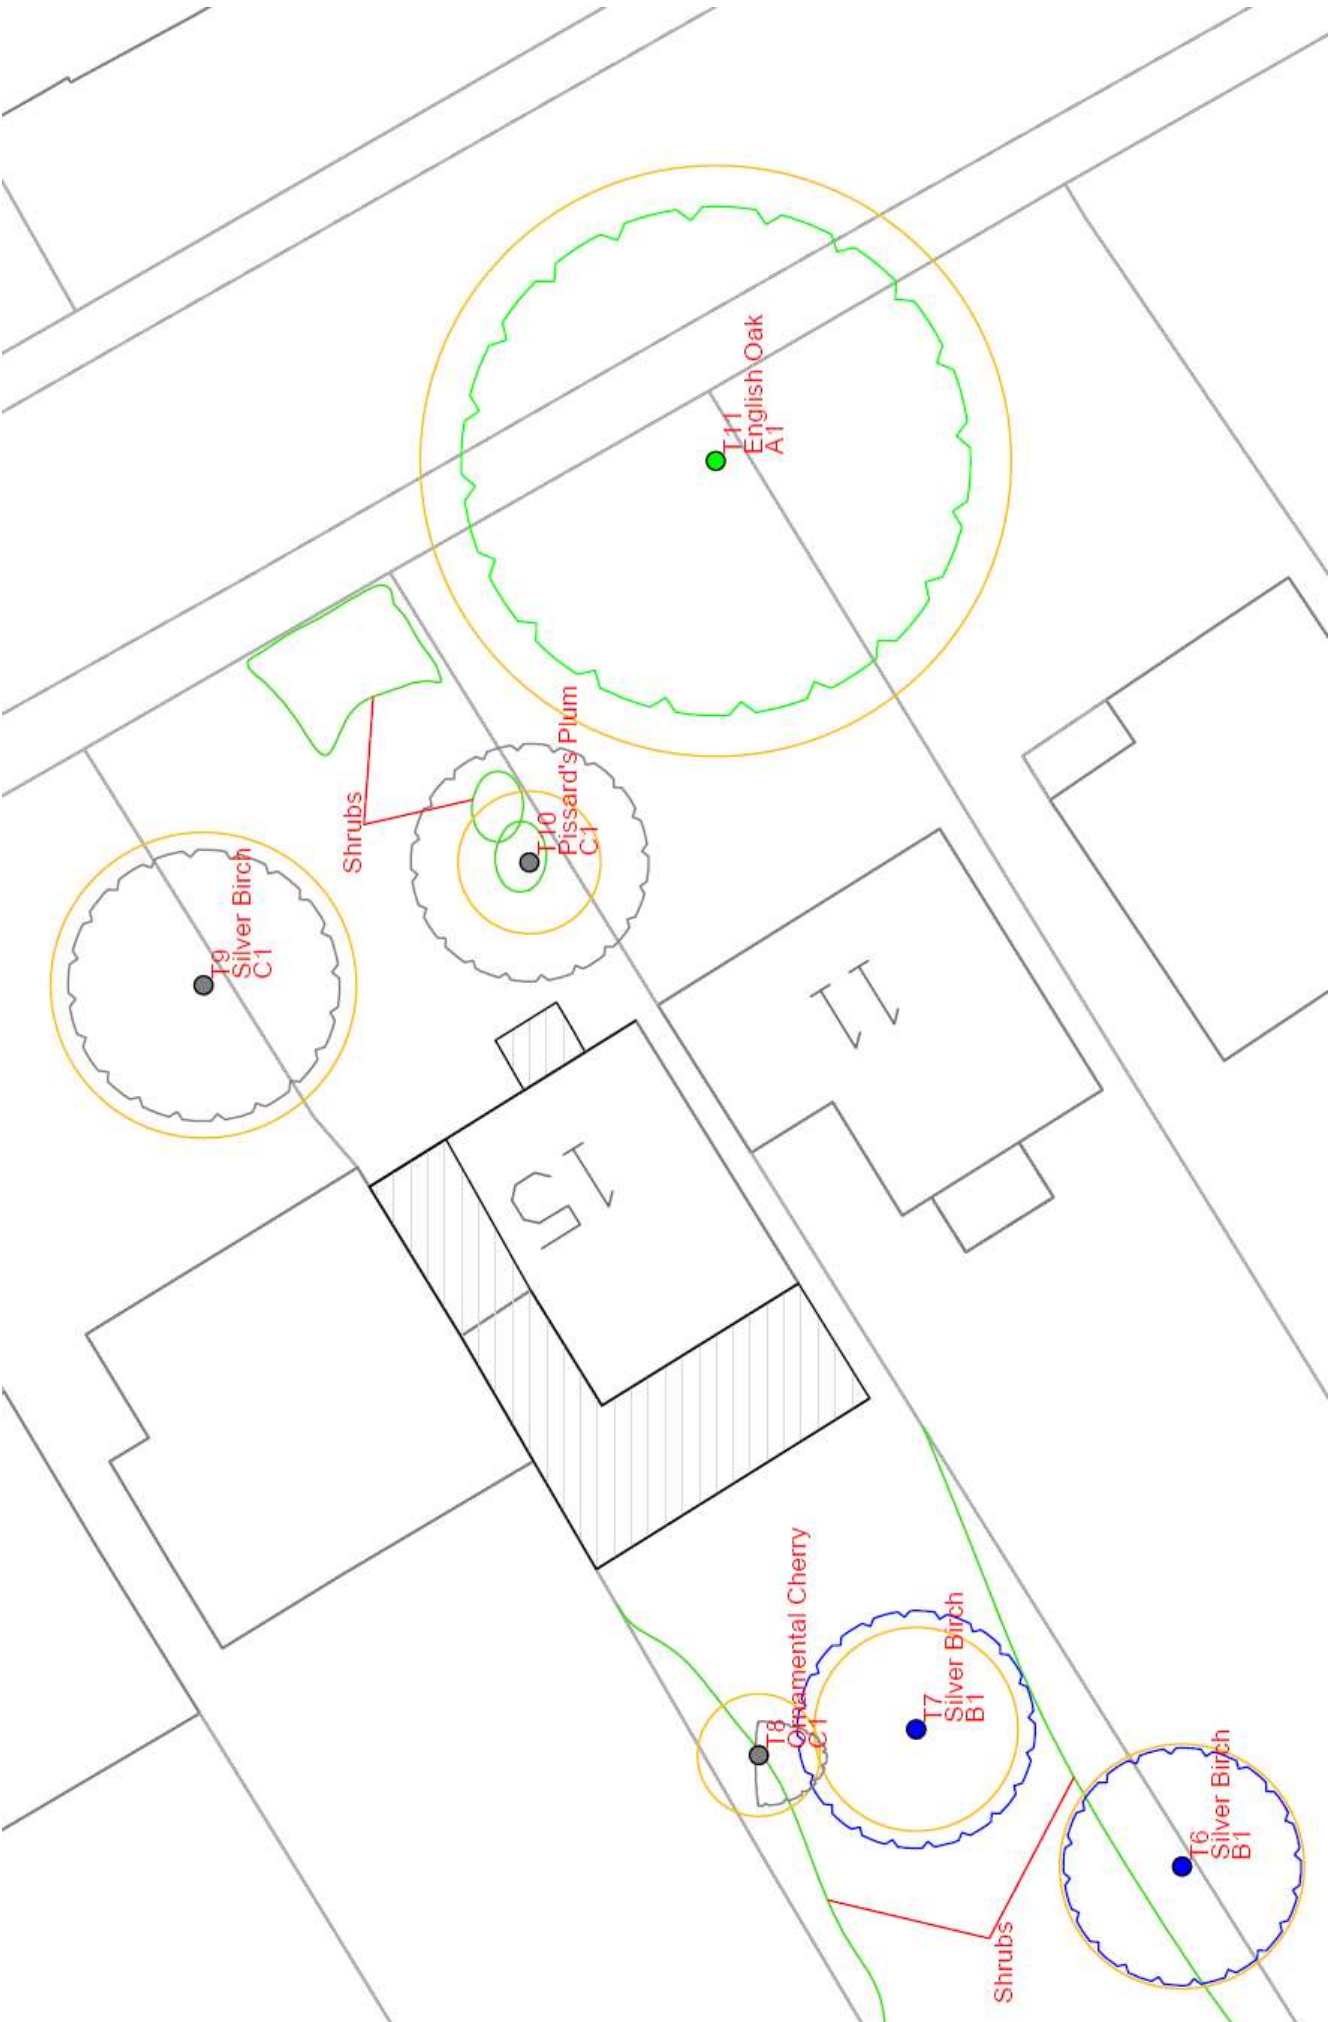 T11
English Oak
A1
Shrubs
T10
Pissard's Plum
C1
T9
Silver Birch
C1
11
15
T8
Ornamental Cherry
C1
T7
Silver Birch
B1
T6
Silver Birch
B1
Shrubs